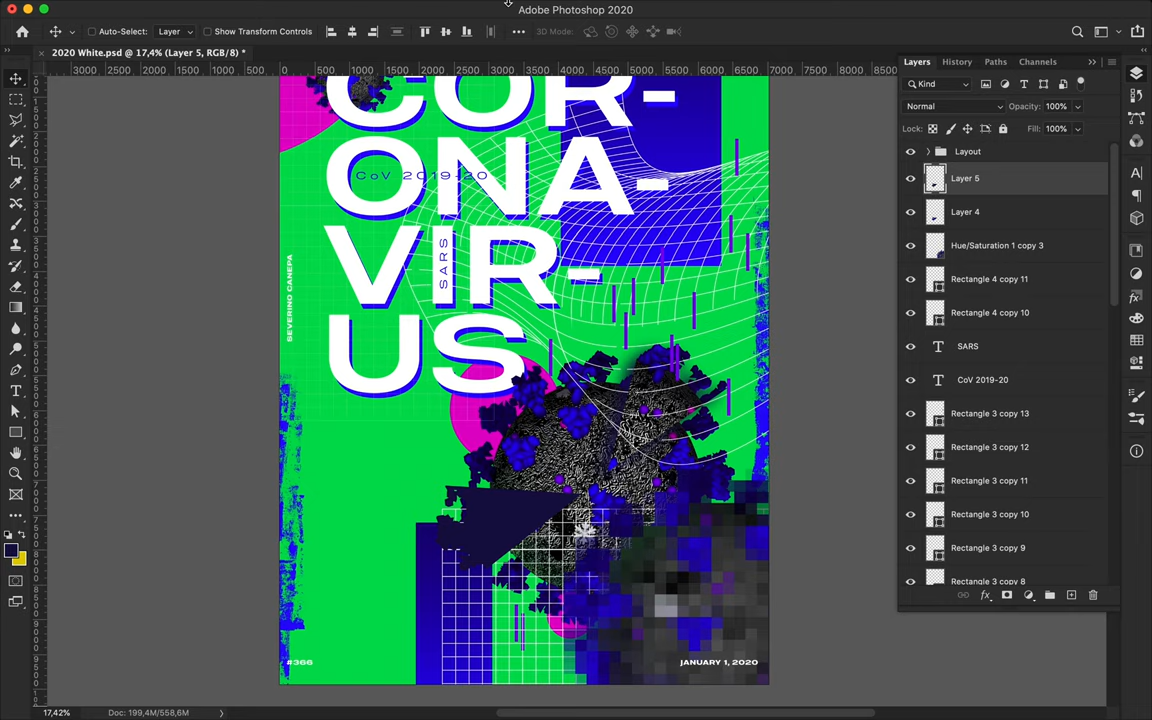 Adobe Photoshop 2020
Auto-Select: Layer Show Transform Controls 3D Mode:
2020 White.psd @ 17,4% (Layer 5, RGB/8) *
3000 2500 2000 1500 1000 500 0 500 1000 1500 2000 2500 3000 3500 4000 4500 5000 5500 6000 6500 7000 7500 8000 8500
COR-
ONA-
VIR-
US
CoV 2019-20
SARS
SEVERINO CANEPA
#366
JANUARY 1, 2020
Layers History Paths Channels
Kind
Normal Opacity: 100%
Lock: Fill: 100%
Layout
Layer 5
Layer 4
Hue/Saturation 1 copy 3
Rectangle 4 copy 11
Rectangle 4 copy 10
SARS
CoV 2019-20
Rectangle 3 copy 13
Rectangle 3 copy 12
Rectangle 3 copy 11
Rectangle 3 copy 10
Rectangle 3 copy 9
Rectangle 3 copy 8
17,42% Doc: 199,4M/558,6M